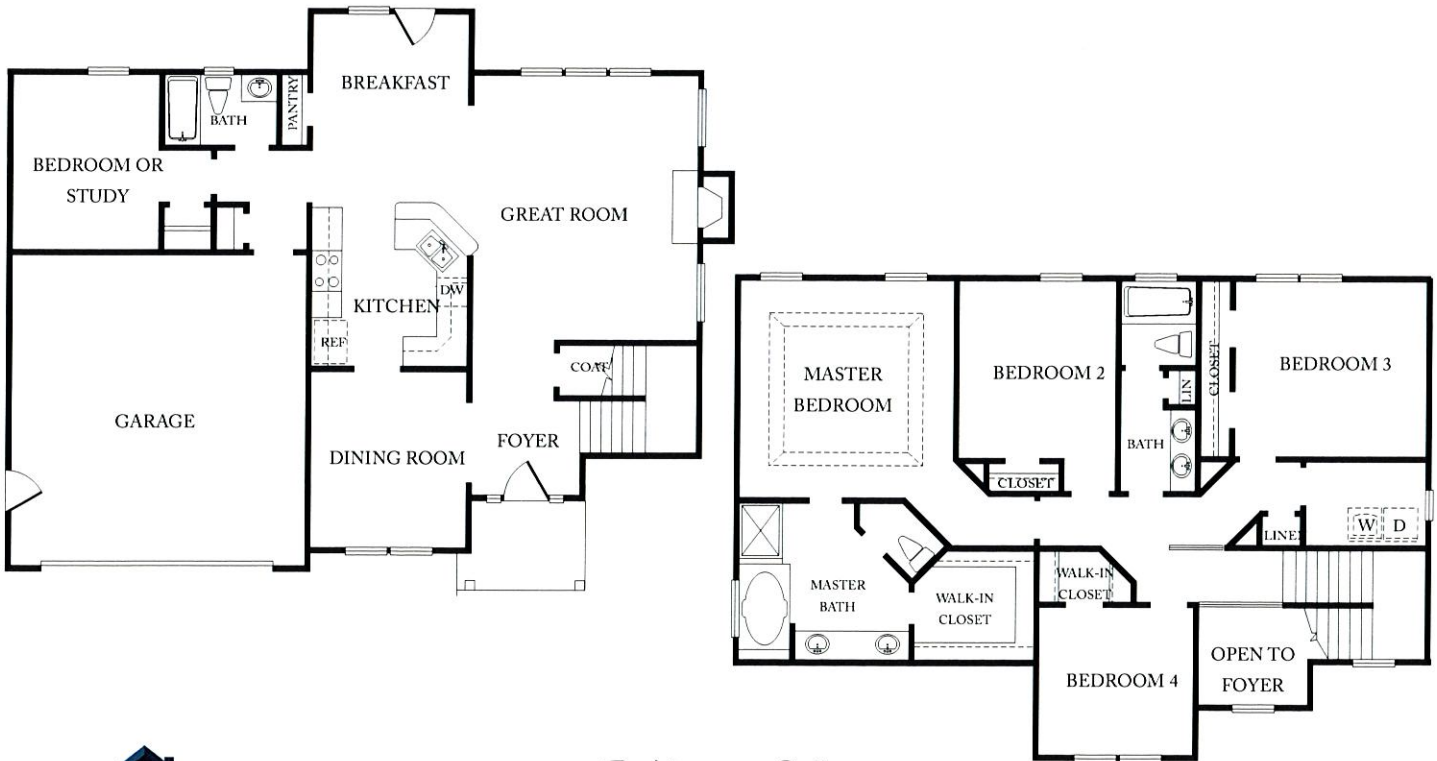 BREAKFAST
BATH
PANTRY
BEDROOM OR
STUDY
GREAT ROOM
KITCHEN
DW
REF
COAT
GARAGE
DINING ROOM
FOYER
MASTER
BEDROOM
BEDROOM 2
CLOSET
BATH
LIN
CLOSET
BEDROOM 3
W D
LINEN
MASTER
BATH
WALK-IN
CLOSET
WALK-IN
CLOSET
BEDROOM 4
OPEN TO
FOYER